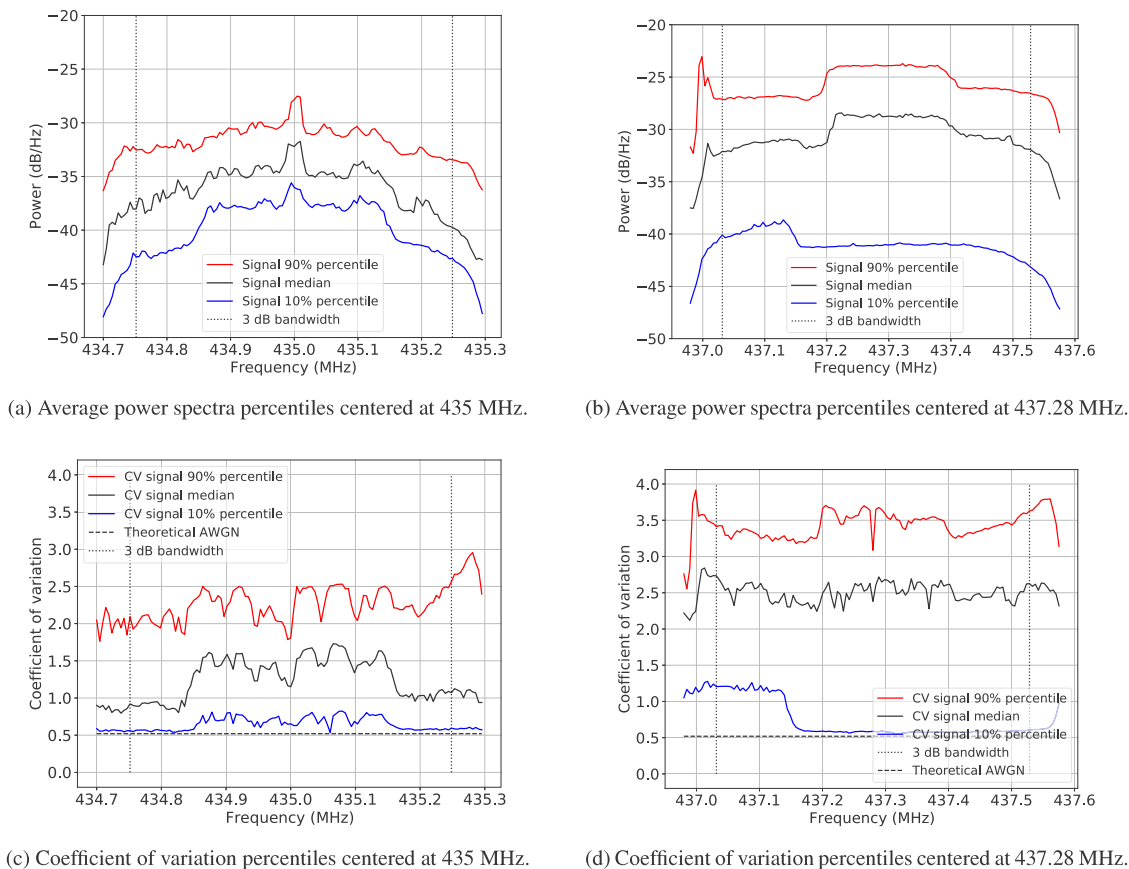 −20
−25
−30
−35
−40
−45
−50
Power (dB/Hz)
Signal 90% percentile
Signal median
Signal 10% percentile
3 dB bandwidth
434.7 434.8 434.9 435.0 435.1 435.2 435.3
Frequency (MHz)
(a) Average power spectra percentiles centered at 435 MHz.
−20
−25
−30
−35
−40
−45
−50
Power (dB/Hz)
Signal 90% percentile
Signal median
Signal 10% percentile
3 dB bandwidth
437.0 437.1 437.2 437.3 437.4 437.5 437.6
Frequency (MHz)
(b) Average power spectra percentiles centered at 437.28 MHz.
4.0
3.5
3.0
2.5
2.0
1.5
1.0
0.5
0.0
Coefficient of variation
CV signal 90% percentile
CV signal median
CV signal 10% percentile
Theoretical AWGN
3 dB bandwidth
434.7 434.8 434.9 435.0 435.1 435.2 435.3
Frequency (MHz)
(c) Coefficient of variation percentiles centered at 435 MHz.
4.0
3.5
3.0
2.5
2.0
1.5
1.0
0.5
0.0
Coefficient of variation
CV signal 90% percentile
CV signal median
CV signal 10% percentile
3 dB bandwidth
Theoretical AWGN
437.0 437.1 437.2 437.3 437.4 437.5 437.6
Frequency (MHz)
(d) Coefficient of variation percentiles centered at 437.28 MHz.